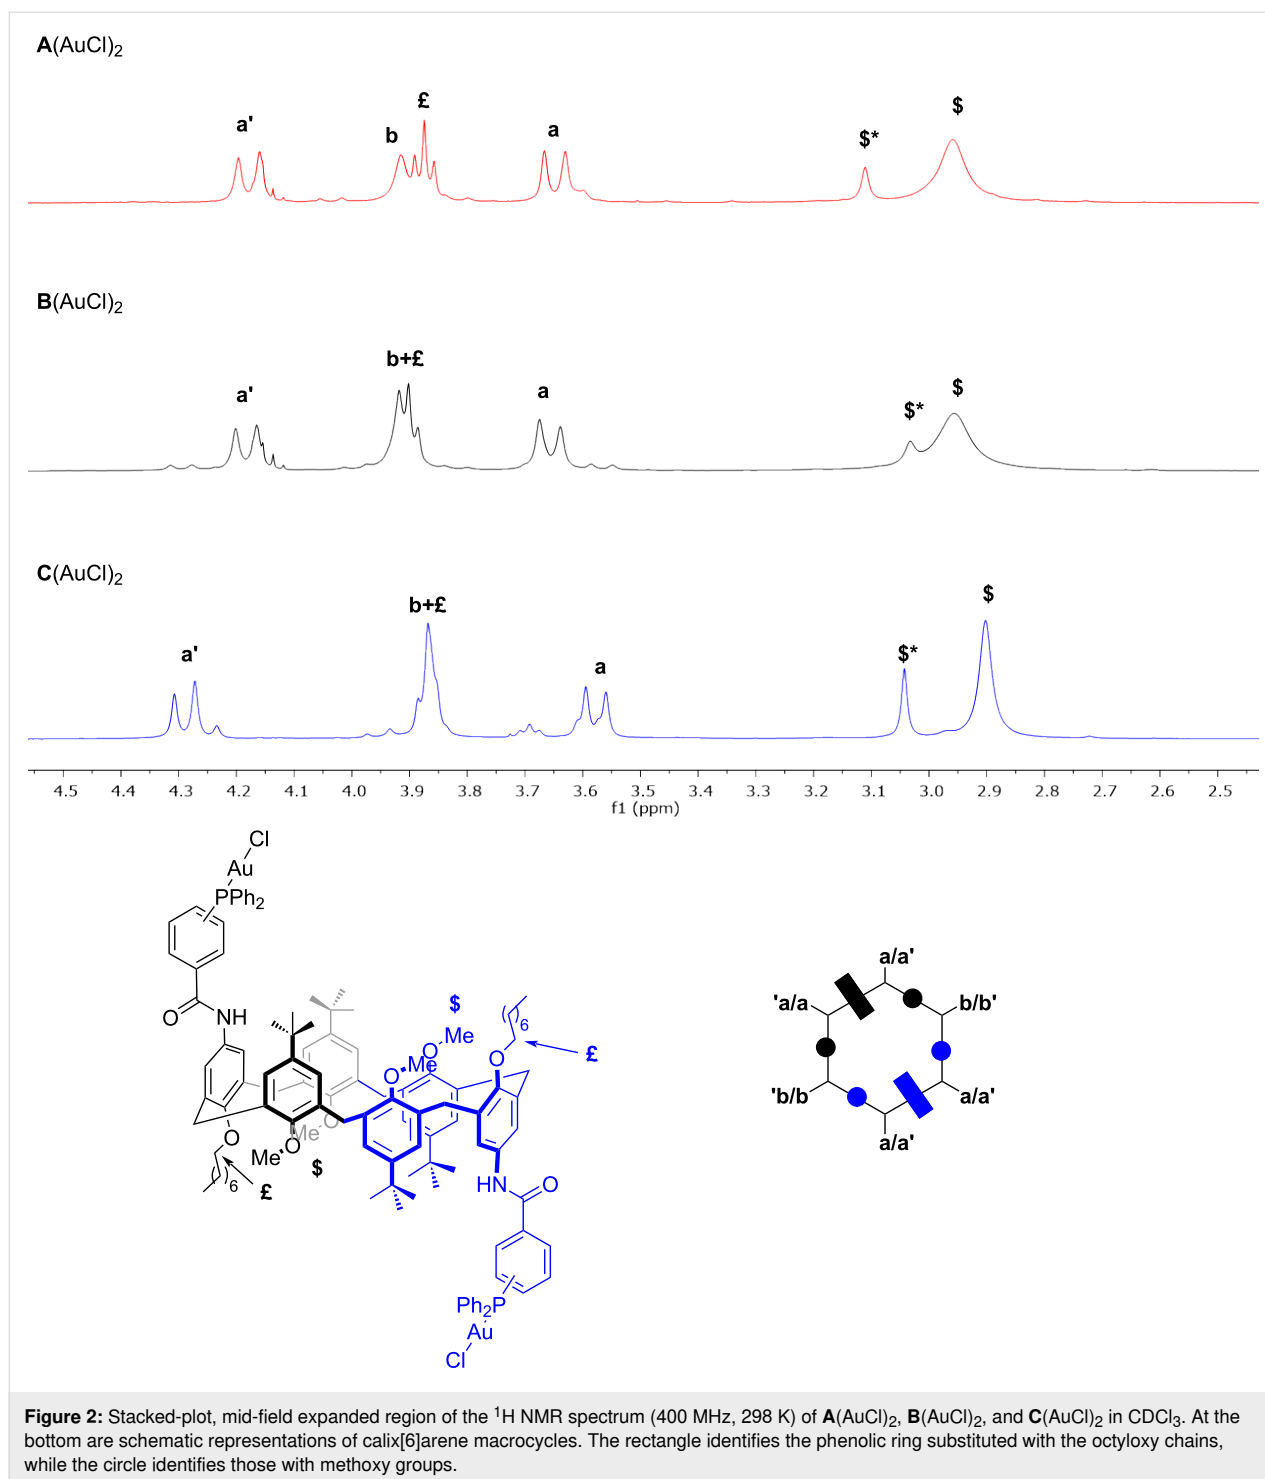 A(AuCl)2
a'
b
£
a
$*
$
B(AuCl)2
a'
b+£
a
$*
$
C(AuCl)2
a'
b+£
a
$*
$
4.5 4.4 4.3 4.2 4.1 4.0 3.9 3.8 3.7 3.6 3.5 3.4 3.3 3.2 3.1 3.0 2.9 2.8 2.7 2.6 2.5
f1 (ppm)
Cl
Au
PPh2
O
NH
$
Me
O
O
Me
O
6
£
Me
O
O
Me
O
6
£
$
HN
O
Ph2P
Au
Cl
a/a'
'a/a
b/b'
'b/b
a/a'
a/a'
Figure 2: Stacked-plot, mid-field expanded region of the 1H NMR spectrum (400 MHz, 298 K) of A(AuCl)2, B(AuCl)2, and C(AuCl)2 in CDCl3. At the
bottom are schematic representations of calix[6]arene macrocycles. The rectangle identifies the phenolic ring substituted with the octyloxy chains,
while the circle identifies those with methoxy groups.